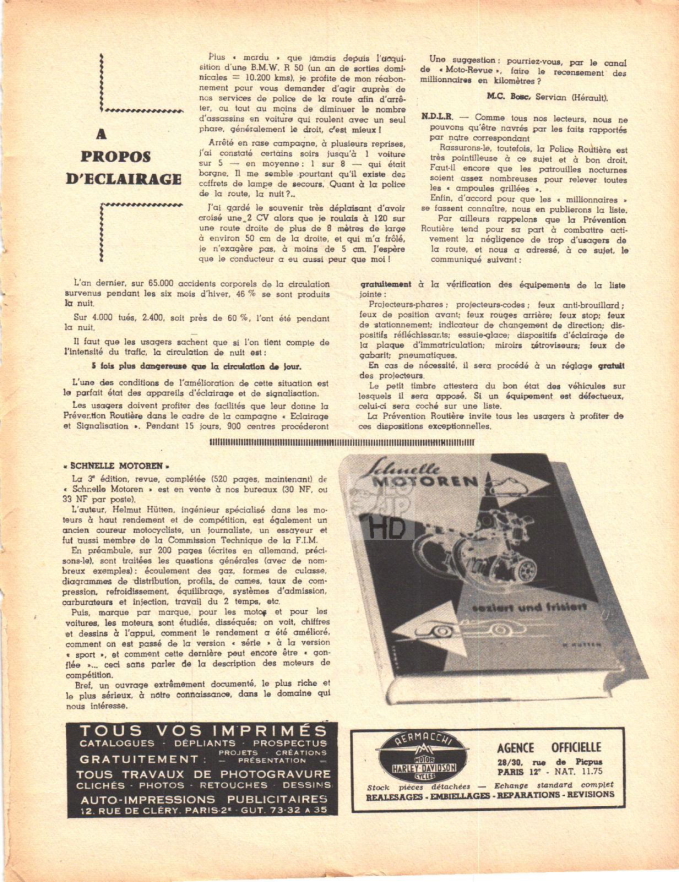 A
PROPOS
D'ECLAIRAGE
Plus « mordu » que jamais depuis l'acqui-
sition d'une B.M.W. R 50 (un an de sorties domi-
nicales = 10.200 kms), je profite de mon réabon-
nement pour vous demander d'agir auprès de
nos services de police de la route afin d'arrê-
ter, ou tout au moins de diminuer le nombre
d'assassins en voiture qui roulent avec un seul
phare, généralement le droit, c'est mieux !
Arrêté en rase campagne, à plusieurs reprises,
j'ai constaté certains soirs jusqu'à 1 voiture
sur 5 — en moyenne : 1 sur 8 — qui était
borgne. Il me semble pourtant qu'il existe des
coffrets de lampe de secours. Quant à la police
de la route, la nuit ?...
J'ai gardé le souvenir très déplaisant d'avoir
croisé une 2 CV alors que je roulais à 120 sur
une route droite de plus de 8 mètres de large
à environ 50 cm de la droite, et qui m'a frôlé,
je n'exagère pas, à moins de 5 cm. J'espère
que le conducteur a eu aussi peur que moi !
Une suggestion : pourriez-vous, par le canal
de « Moto-Revue », faire le recensement des
millionnaires en kilomètres ?
M.C. Bosc, Servian (Hérault).
N.D.L.R. — Comme tous nos lecteurs, nous ne
pouvons qu'être navrés par les faits rapportés
par notre correspondant
Rassurons-le, toutefois, la Police Routière est
très pointilleuse à ce sujet et à bon droit.
Faut-il encore que les patrouilles nocturnes
soient assez nombreuses pour relever toutes
les « ampoules grillées ».
Enfin, d'accord pour que les « millionnaires »
se fassent connaître, nous en publierons la liste.
Par ailleurs rappelons que la Prévention
Routière tend pour sa part à combattre acti-
vement la négligence de trop d'usagers de
la route, et nous a adressé, à ce sujet, le
communiqué suivant :
L'an dernier, sur 65.000 accidents corporels de la circulation
survenus pendant les six mois d'hiver, 46 % se sont produits
la nuit.
Sur 4.000 tués, 2.400, soit près de 60 %, l'ont été pendant
la nuit.
Il faut que les usagers sachent que si l'on tient compte de
l'intensité du trafic, la circulation de nuit est :
5 fois plus dangereuse que la circulation de jour.
L'une des conditions de l'amélioration de cette situation est
le parfait état des appareils d'éclairage et de signalisation.
Les usagers doivent profiter des facilités que leur donne la
Prévention Routière dans le cadre de la campagne « Eclairage
et Signalisation ». Pendant 15 jours, 900 centres procéderont
gratuitement à la vérification des équipements de la liste
jointe :
Projecteurs-phares ; projecteurs-codes ; feux anti-brouillard ;
feux de position avant; feux rouges arrière; feux stop; feux
de stationnement; indicateur de changement de direction; dis-
positifs réfléchissants; essuie-glace; dispositifs d'éclairage de
la plaque d'immatriculation; miroirs rétroviseurs; feux de
gabarit; pneumatiques.
En cas de nécessité, il sera procédé à un réglage gratuit
des projecteurs.
Le petit timbre attestera du bon état des véhicules sur
lesquels il sera apposé. Si un équipement est défectueux,
celui-ci sera coché sur une liste.
La Prévention Routière invite tous les usagers à profiter de
ces dispositions exceptionnelles.
« SCHNELLE MOTOREN »
La 3e édition, revue, complétée (520 pages, maintenant) de
« Schnelle Motoren » est en vente à nos bureaux (30 NF, ou
33 NF par poste).
L'auteur, Helmut Hütten, ingénieur spécialisé dans les mo-
teurs à haut rendement et de compétition, est également un
ancien coureur motocycliste, un journaliste, un essayeur et
fut aussi membre de la Commission Technique de la F.I.M.
En préambule, sur 200 pages (écrites en allemand, préci-
sons-le), sont traitées les questions générales (avec de nom-
breux exemples) : écoulement des gaz, formes de culasse,
diagrammes de distribution, profils de cames, taux de com-
pression, refroidissement, équilibrage, systèmes d'admission,
carburateurs et injection, travail du 2 temps, etc.
Puis, marque par marque, pour les motos et pour les
voitures, les moteurs sont étudiés, disséqués; on voit, chiffres
et dessins à l'appui, comment le rendement a été amélioré,
comment on est passé de la version « série » à la version
« sport », et comment cette dernière peut encore être « gon-
flée »... ceci sans parler de la description des moteurs de
compétition.
Bref, un ouvrage extrêmement documenté, le plus riche et
le plus sérieux, à notre connaissance, dans le domaine qui
nous intéresse.
Schnelle
MOTOREN
HD
seziert und frisiert
H. HÜTTEN
TOUS VOS IMPRIMÉS
CATALOGUES · DÉPLIANTS · PROSPECTUS
GRATUITEMENT : PROJETS · CRÉATIONS
— PRÉSENTATION —
TOUS TRAVAUX DE PHOTOGRAVURE
CLICHÉS · PHOTOS · RETOUCHES · DESSINS
AUTO-IMPRESSIONS PUBLICITAIRES
12, RUE DE CLÉRY, PARIS-2e · GUT. 73-32 A 35
AERMACCHI
MOTOR
HARLEY-DAVIDSON
CYCLES
AGENCE OFFICIELLE
28/30, rue de Picpus
PARIS 12e - NAT. 11.75
Stock pièces détachées — Echange standard complet
REALESAGES - EMBIELLAGES - REPARATIONS - REVISIONS